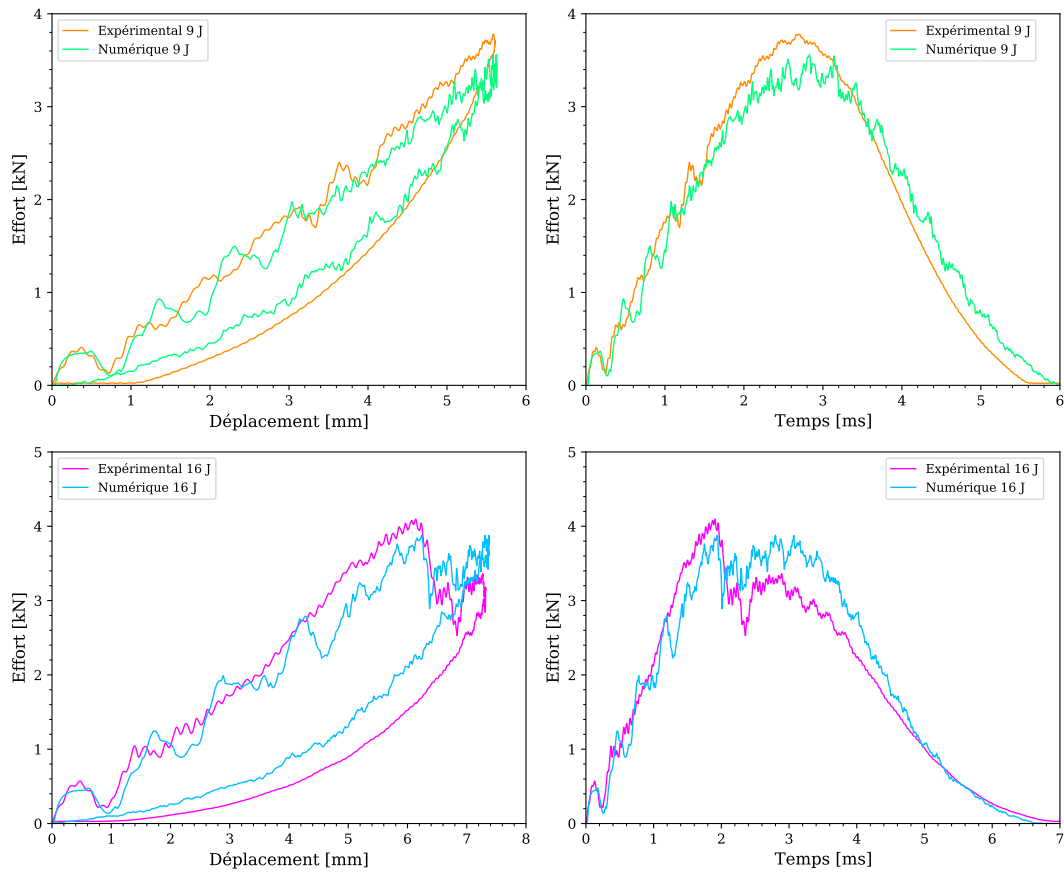 4
3
2
1
0
Effort [kN]
Expérimental 9 J
Numérique 9 J
0 1 2 3 4 5 6
Déplacement [mm]
4
3
2
1
0
Effort [kN]
Expérimental 9 J
Numérique 9 J
0 1 2 3 4 5 6
Temps [ms]
5
4
3
2
1
0
Effort [kN]
Expérimental 16 J
Numérique 16 J
0 1 2 3 4 5 6 7 8
Déplacement [mm]
5
4
3
2
1
0
Effort [kN]
Expérimental 16 J
Numérique 16 J
0 1 2 3 4 5 6 7
Temps [ms]